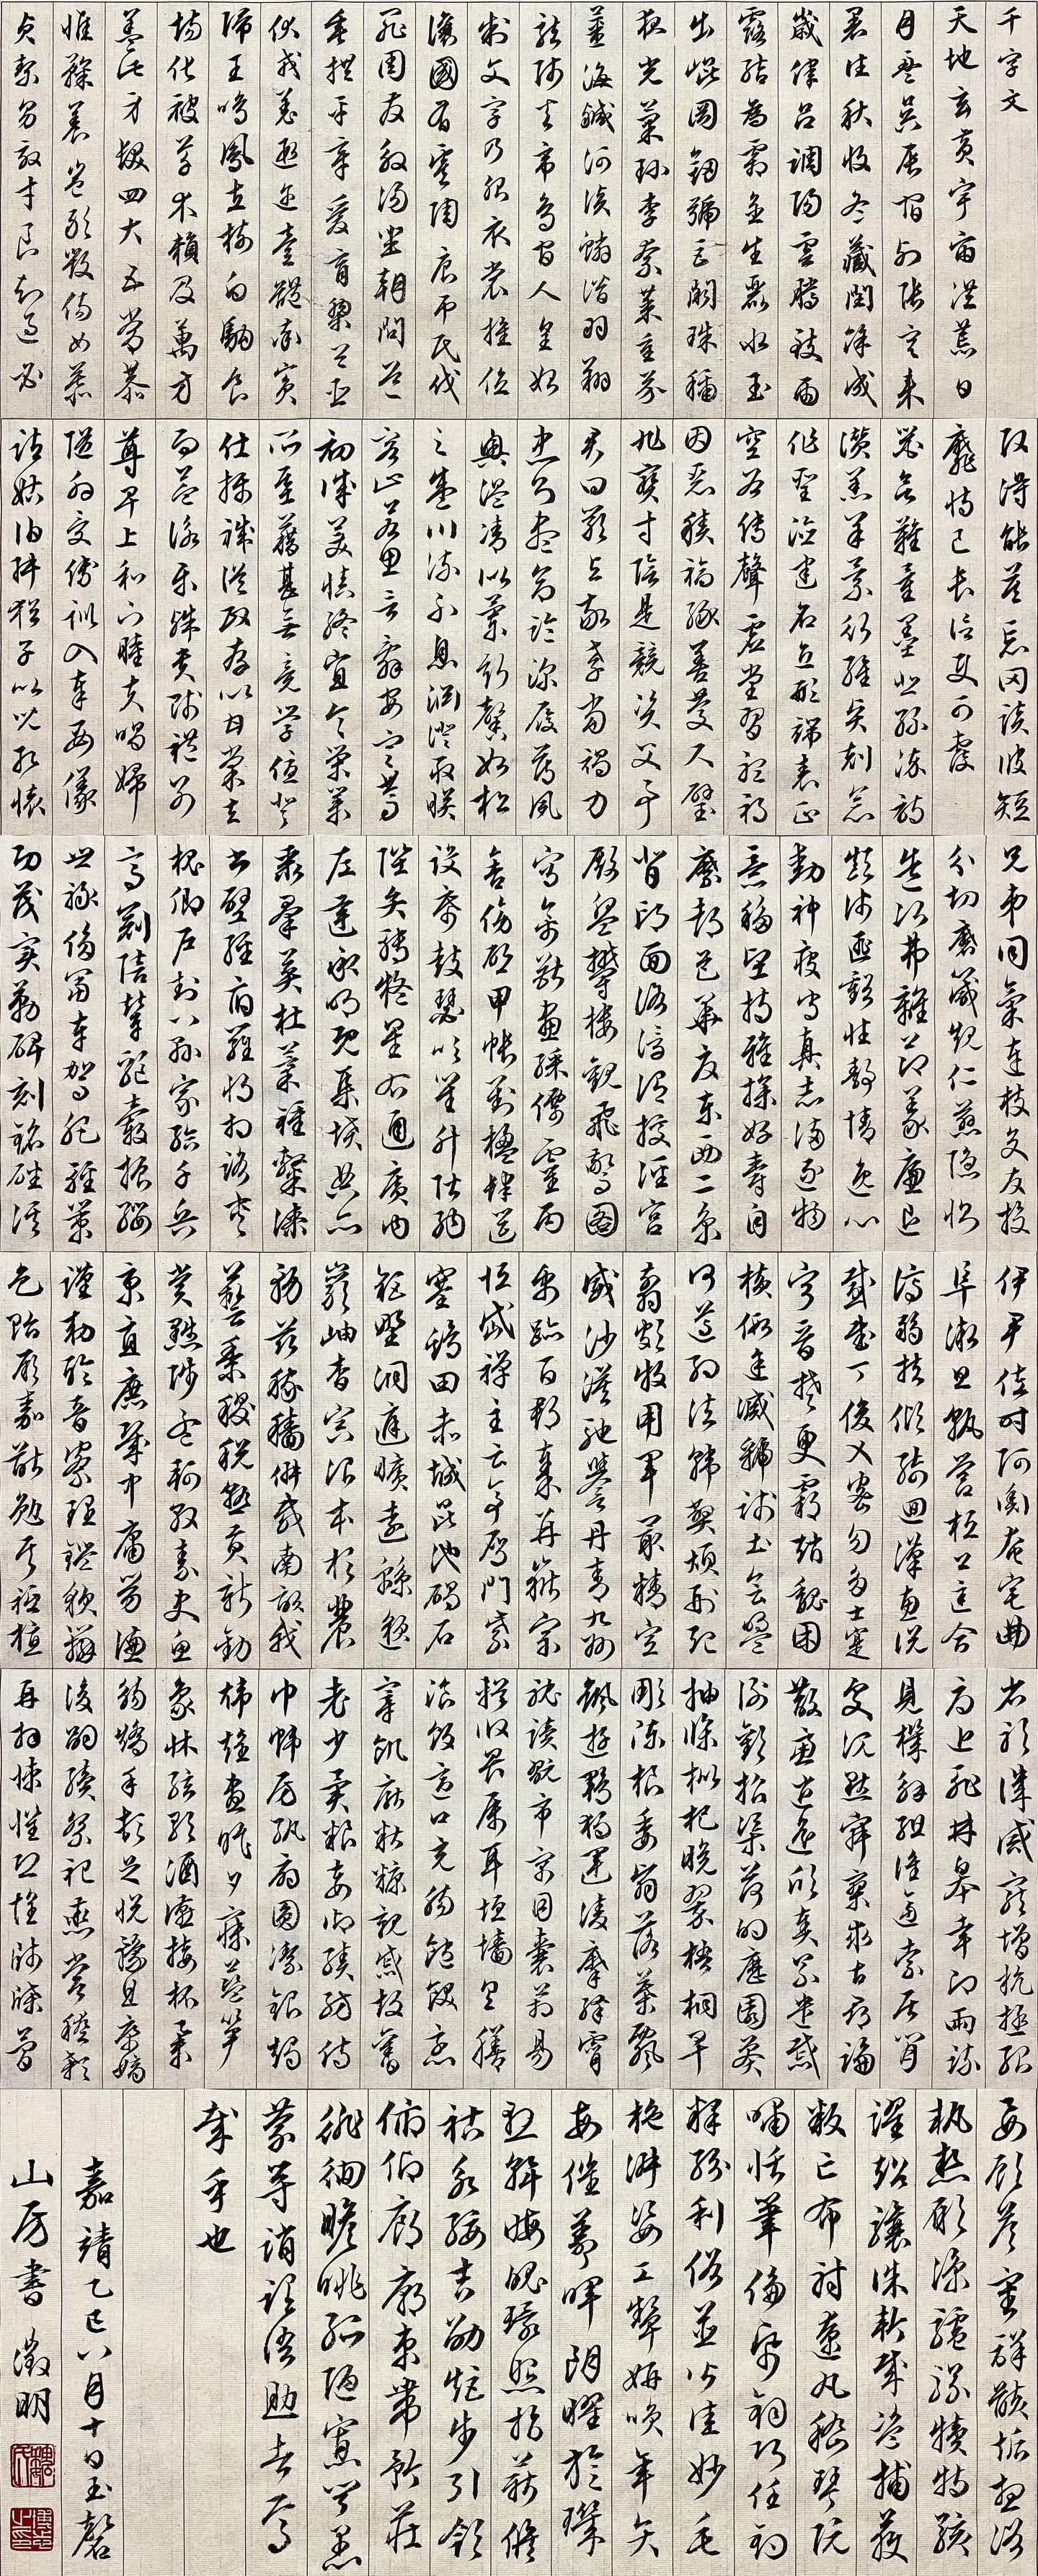 千字文
天地玄黃宇宙洪荒日
月盈昃辰宿列張寒來
暑往秋收冬藏閏餘成
歲律呂調陽雲騰致雨
露結為霜金生麗水玉
出崐岡劍號巨闕珠稱
夜光菓珍李柰菜重芥
薑海鹹河淡鱗潛羽翔
龍師火帝鳥官人皇始
制文字乃服衣裳推位
讓國有虞陶唐弔民伐
罪周發殷湯坐朝問道
垂拱平章愛育黎首臣
伏戎羌遐邇壹體率賓
歸王鳴鳳在樹白駒食
場化被草木賴及萬方
蓋此身髮四大五常恭
惟鞠養豈敢毀傷女慕
貞絜男效才良知過必
改得能莫忘罔談彼短
靡恃己長信使可覆
器欲難量墨悲絲染詩
讚羔羊景行維賢剋念
作聖德建名立形端表正
空谷傳聲虛堂習聽禍
因惡積福緣善慶尺璧
非寶寸陰是競資父事
君曰嚴與敬孝當竭力
忠則盡命臨深履薄夙
興溫凊似蘭斯馨如松
之盛川流不息淵澄取暎
容止若思言辭安定篤
初誠美慎終宜令榮業
所基藉甚無竟學優登
仕攝職從政存以甘棠去
而益詠樂殊貴賤禮別
尊卑上和下睦夫唱婦
隨外受傅訓入奉母儀
諸姑伯叔猶子比兒孔懷
兄弟同氣連枝交友投
分切磨箴規仁慈隱惻
造次弗離節義廉退
顛沛匪虧性靜情逸心
動神疲守真志滿逐物
意移堅持雅操好爵自
縻都邑華夏東西二京
背邙面洛浮渭據涇宮
殿盤鬱樓觀飛驚圖
寫禽獸畫綵僊靈丙
舍傍啟甲帳對楹肆筵
設席鼓瑟吹笙升階納
陛弁轉疑星右通廣內
左達承明既集墳典亦
聚群英杜稾鍾隸漆
書壁經府羅將相路俠
槐卿戶封八縣家給千兵
高冠陪輦驅轂振纓
世祿侈富車駕肥輕策
功茂實勒碑刻銘磻溪
伊尹佐時阿衡奄宅曲
阜微旦孰營桓公匡合
濟弱扶傾綺迴漢惠說
感武丁俊乂密勿多士寔
寧晉楚更霸趙魏困
橫假途滅虢踐土會盟
何遵約法韓弊煩刑起
翦頗牧用軍最精宣
威沙漠馳譽丹青九州
禹跡百郡秦并嶽宗
恒岱禪主云亭雁門紫
塞雞田赤城昆池碣石
鉅野洞庭曠遠緜邈
巖岫杳冥治本於農
務茲稼穡俶載南畝我
藝黍稷稅熟貢新勸
賞黜陟孟軻敦素史魚
秉直庶幾中庸勞謙
謹勅聆音察理鑑貌辯
色貽厥嘉猷勉其祗植
省躬譏誡寵增抗極殆
辱近恥林皋幸即兩疏
見機解組誰逼索居閒
處沉默寂寥求古尋論
散慮逍遙欣奏累遣慼
謝歡招渠荷的歷園莽
抽條枇杷晚翠梧桐早
彫陳根委翳落葉飄
颻遊鵾獨運凌摩絳霄
耽讀翫市寓目囊箱易
輶攸畏屬耳垣墻具膳
湌飯適口充腸飽飫烹
宰飢厭糟糠親戚故舊
老少異糧妾御績紡侍
巾帷房紈扇圓潔銀燭
煒煌晝眠夕寐藍筍
象牀絃歌酒讌接杯舉
觴矯手頓足悅豫且康嫡
後嗣續祭祀烝嘗稽顙
再拜悚懼恐惶牋牒簡
要顧答審詳骸垢想浴
執熱願涼驢騾犢特駭
躍超驤誅斬賊盜捕獲
叛亡布射遼丸嵇琴阮
嘯恬筆倫紙鈞巧任釣
釋紛利俗並皆佳妙毛
施淑姿工顰妍笑年矢
每催羲暉朗曜旋璣
懸斡晦魄環照指薪脩
祜永綏吉劭矩步引領
俯仰廊廟束帶矜莊
徘徊瞻眺孤陋寡聞愚
蒙等誚謂語助者焉
哉乎也
嘉靖乙巳八月十日玉磬
山房書 徵明